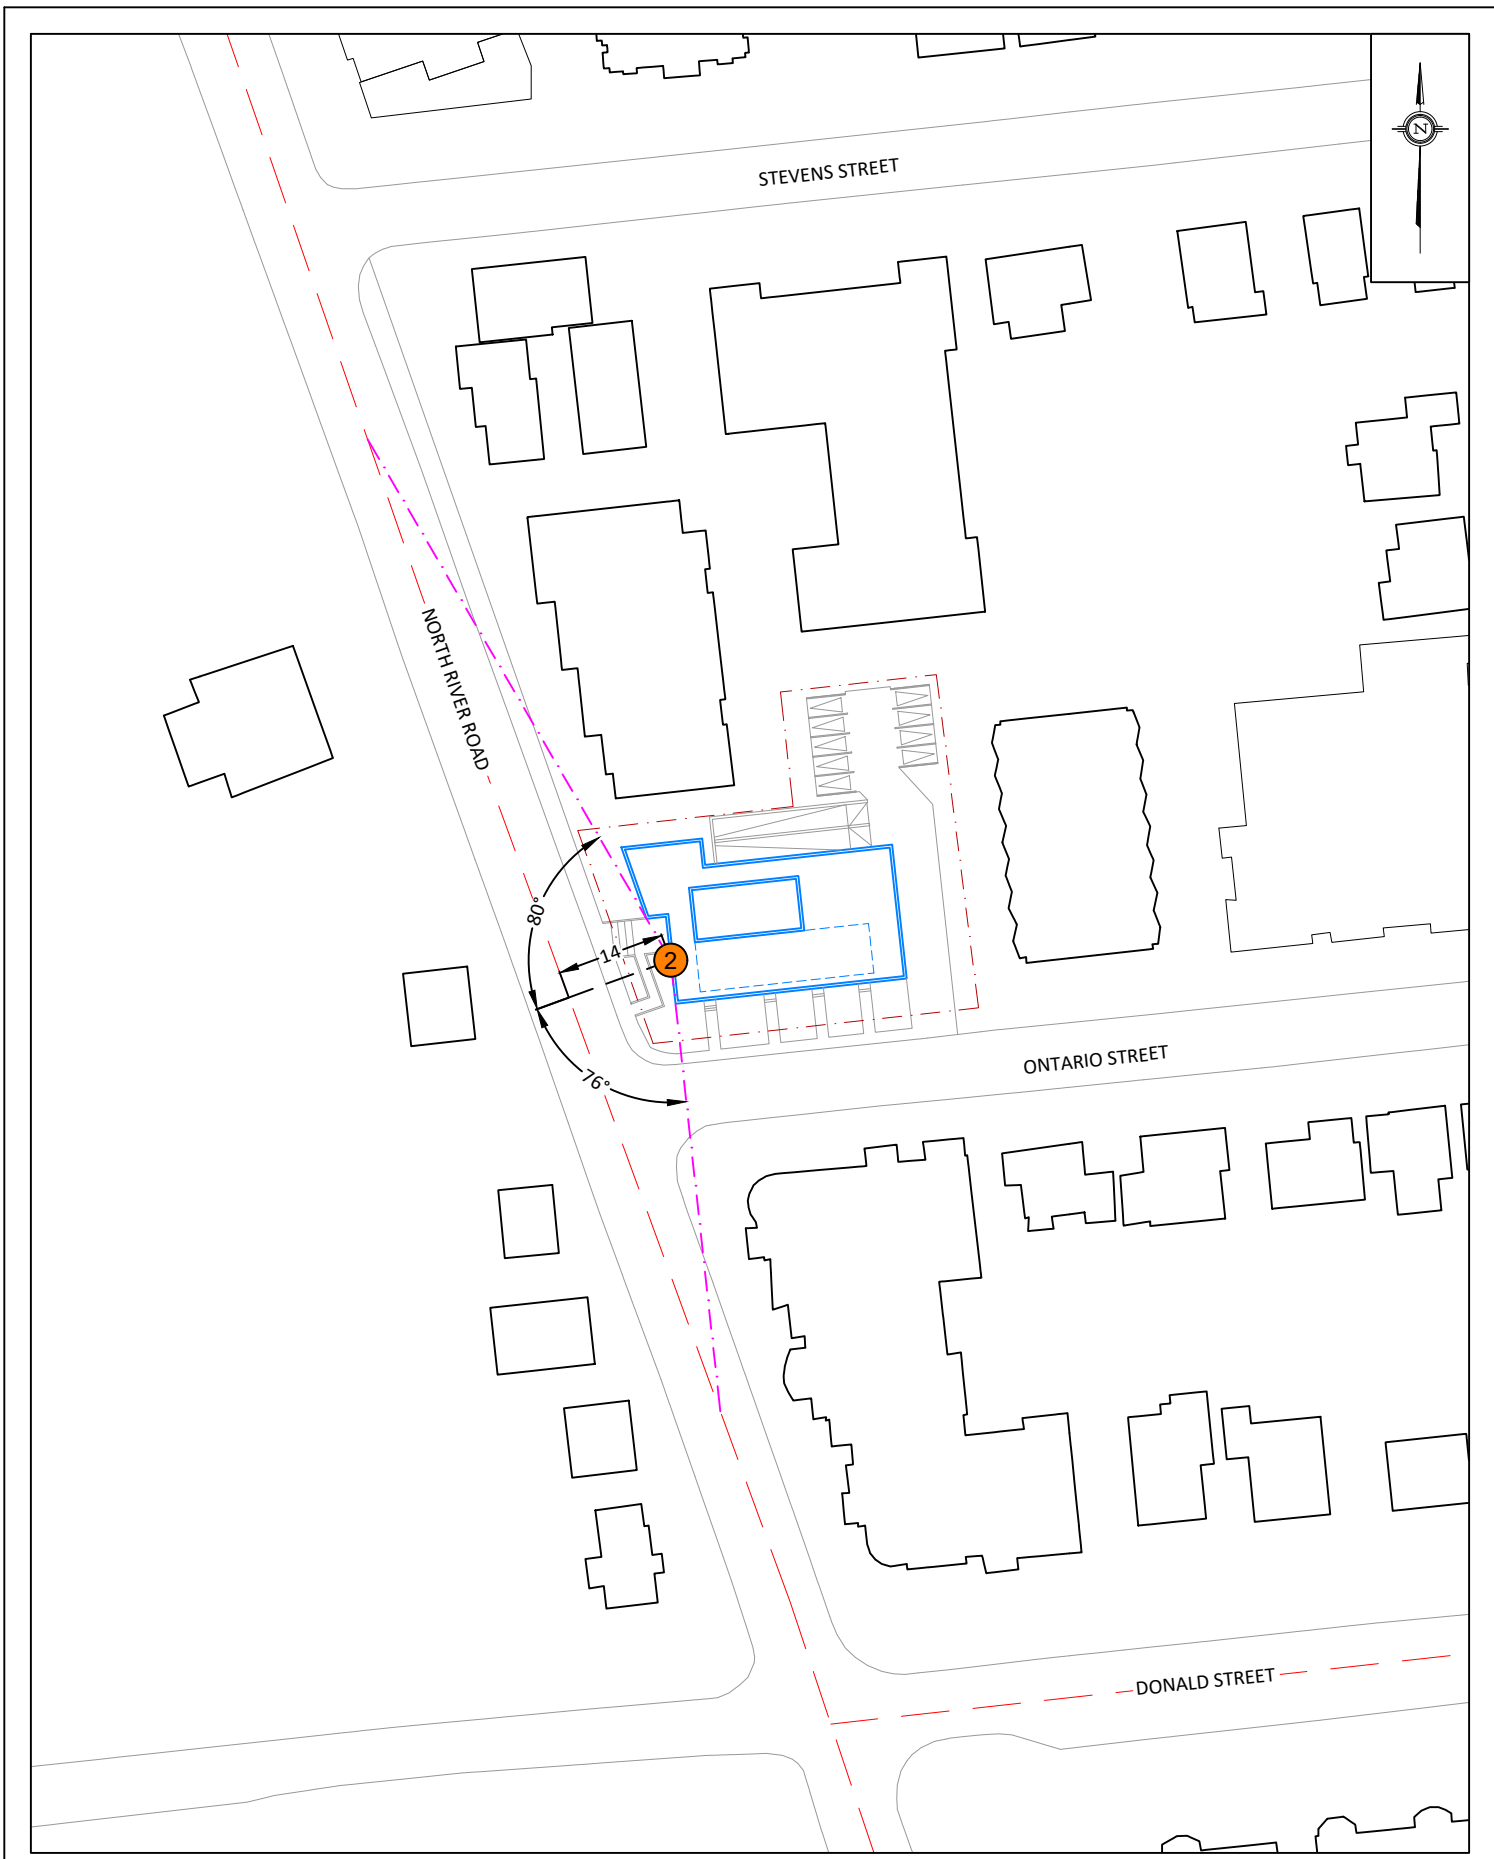 N
STEVENS STREET
NORTH RIVER ROAD
80°
14
2
76°
ONTARIO STREET
DONALD STREET